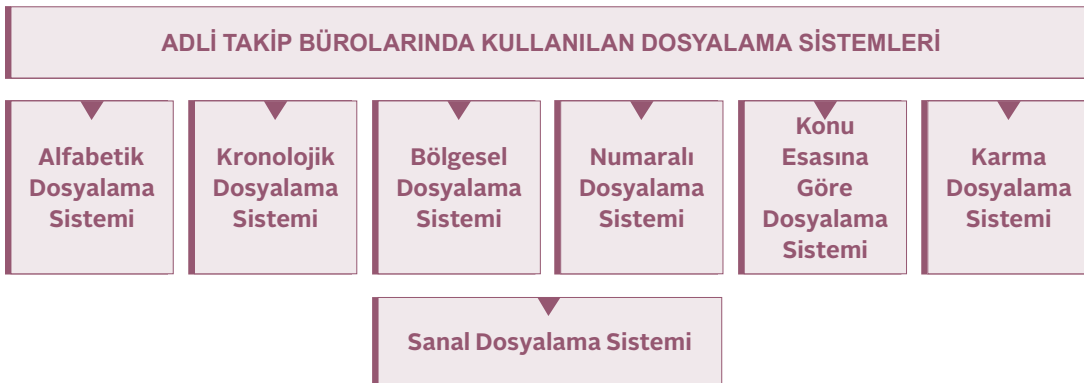 ADLİ TAKİP BÜROLARINDA KULLANILAN DOSYALAMA SİSTEMLERİ
Alfabetik
Dosyalama
Sistemi
Kronolojik
Dosyalama
Sistemi
Bölgesel
Dosyalama
Sistemi
Numaralı
Dosyalama
Sistemi
Konu
Esasına
Göre
Dosyalama
Sistemi
Karma
Dosyalama
Sistemi
Sanal Dosyalama Sistemi